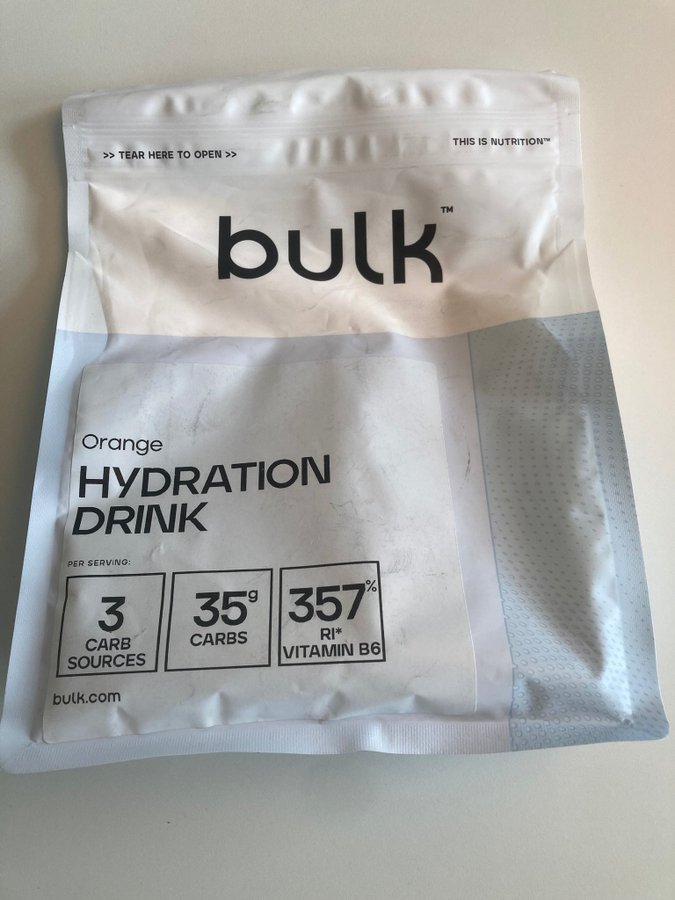 >> TEAR HERE TO OPEN >>
THIS IS NUTRITION™
bulk™
Orange
HYDRATION
DRINK
PER SERVING:
3
CARB
SOURCES
35g
CARBS
357%
RI*
VITAMIN B6
bulk.com